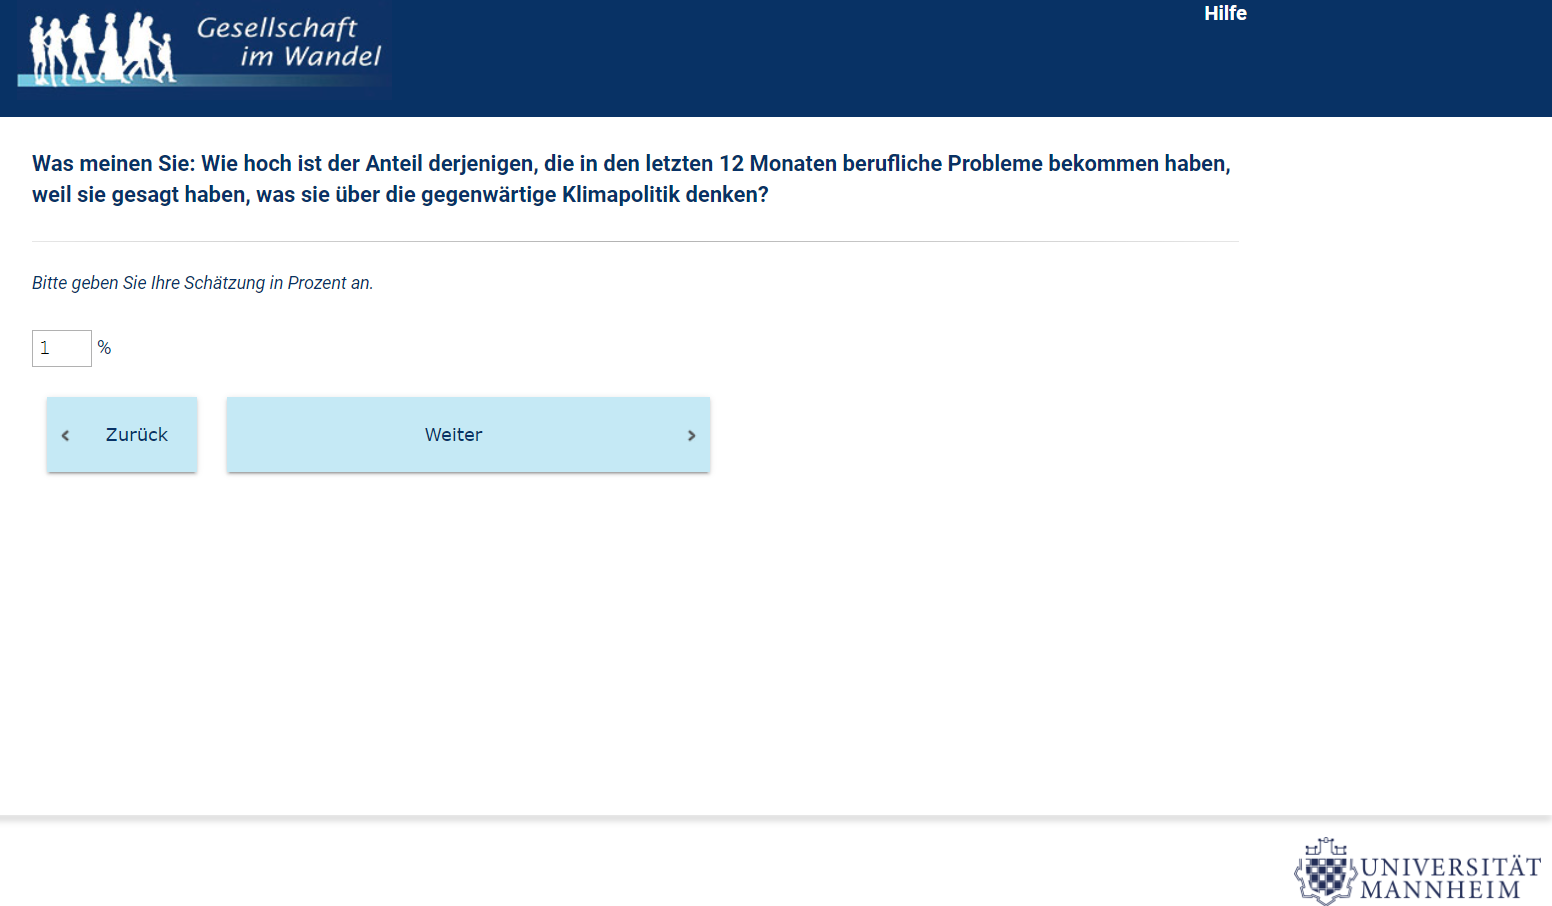 Gesellschaft
im Wandel
Hilfe
Was meinen Sie: Wie hoch ist der Anteil derjenigen, die in den letzten 12 Monaten berufliche Probleme bekommen haben,
weil sie gesagt haben, was sie über die gegenwärtige Klimapolitik denken?
Bitte geben Sie Ihre Schätzung in Prozent an.
1 %
Zurück
Weiter
UNIVERSITÄT
MANNHEIM